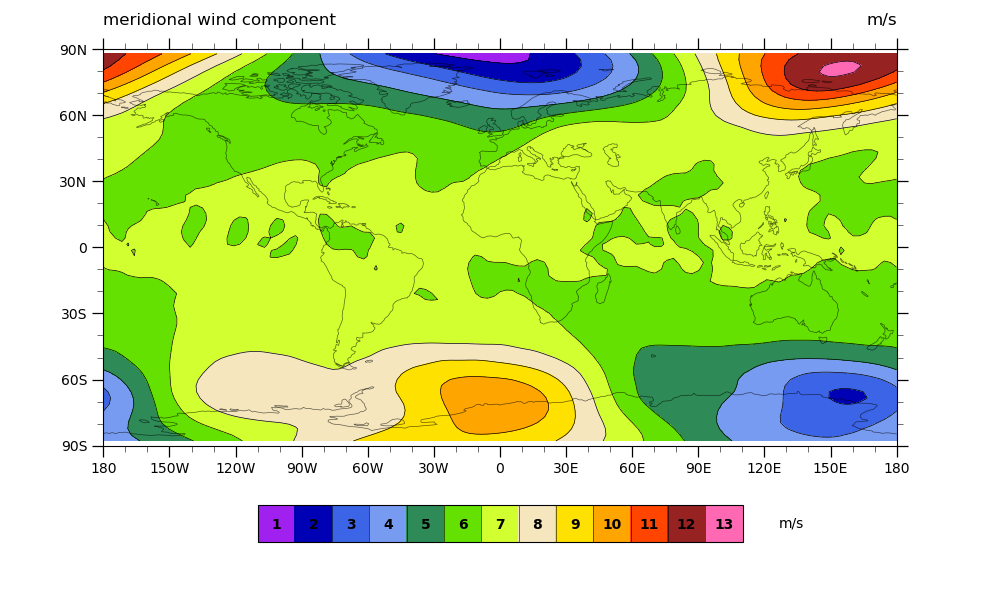 meridional wind component m/s
90N
60N
30N
0
30S
60S
90S
180 150W 120W 90W 60W 30W 0 30E 60E 90E 120E 150E 180
1 2 3 4 5 6 7 8 9 10 11 12 13 m/s